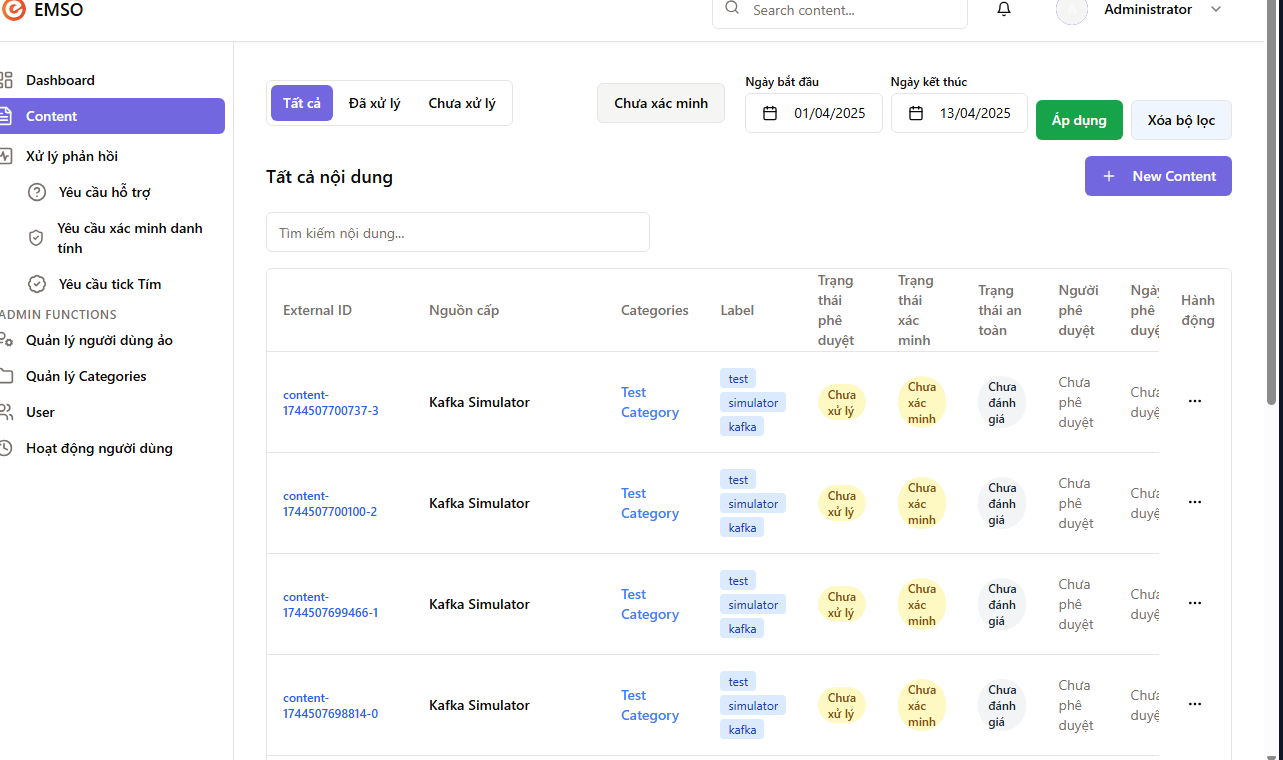 EMSO
Search content...
Administrator
Dashboard
Content
Xử lý phản hồi
Yêu cầu hỗ trợ
Yêu cầu xác minh danh
tính
Yêu cầu tick Tím
ADMIN FUNCTIONS
Quản lý người dùng ảo
Quản lý Categories
User
Hoạt động người dùng
Tất cả
Đã xử lý
Chưa xử lý
Chưa xác minh
Ngày bắt đầu
01/04/2025
Ngày kết thúc
13/04/2025
Áp dụng
Xóa bộ lọc
Tất cả nội dung
New Content
Tìm kiếm nội dung...
External ID
Nguồn cấp
Categories
Label
Trạng
thái
phê
duyệt
Trạng
thái
xác
minh
Trạng
thái an
toàn
Người
phê
duyệt
Ngày
phê
duyệ
Hành
động
content-
1744507700737-3
Kafka Simulator
Test
Category
test
simulator
kafka
Chưa
xử lý
Chưa
xác
minh
Chưa
đánh
giá
Chưa
phê
duyệt
Chưa
duyệ
content-
1744507700100-2
Kafka Simulator
Test
Category
test
simulator
kafka
Chưa
xử lý
Chưa
xác
minh
Chưa
đánh
giá
Chưa
phê
duyệt
Chưa
duyệ
content-
1744507699466-1
Kafka Simulator
Test
Category
test
simulator
kafka
Chưa
xử lý
Chưa
xác
minh
Chưa
đánh
giá
Chưa
phê
duyệt
Chưa
duyệ
content-
1744507698814-0
Kafka Simulator
Test
Category
test
simulator
kafka
Chưa
xử lý
Chưa
xác
minh
Chưa
đánh
giá
Chưa
phê
duyệt
Chưa
duyệ